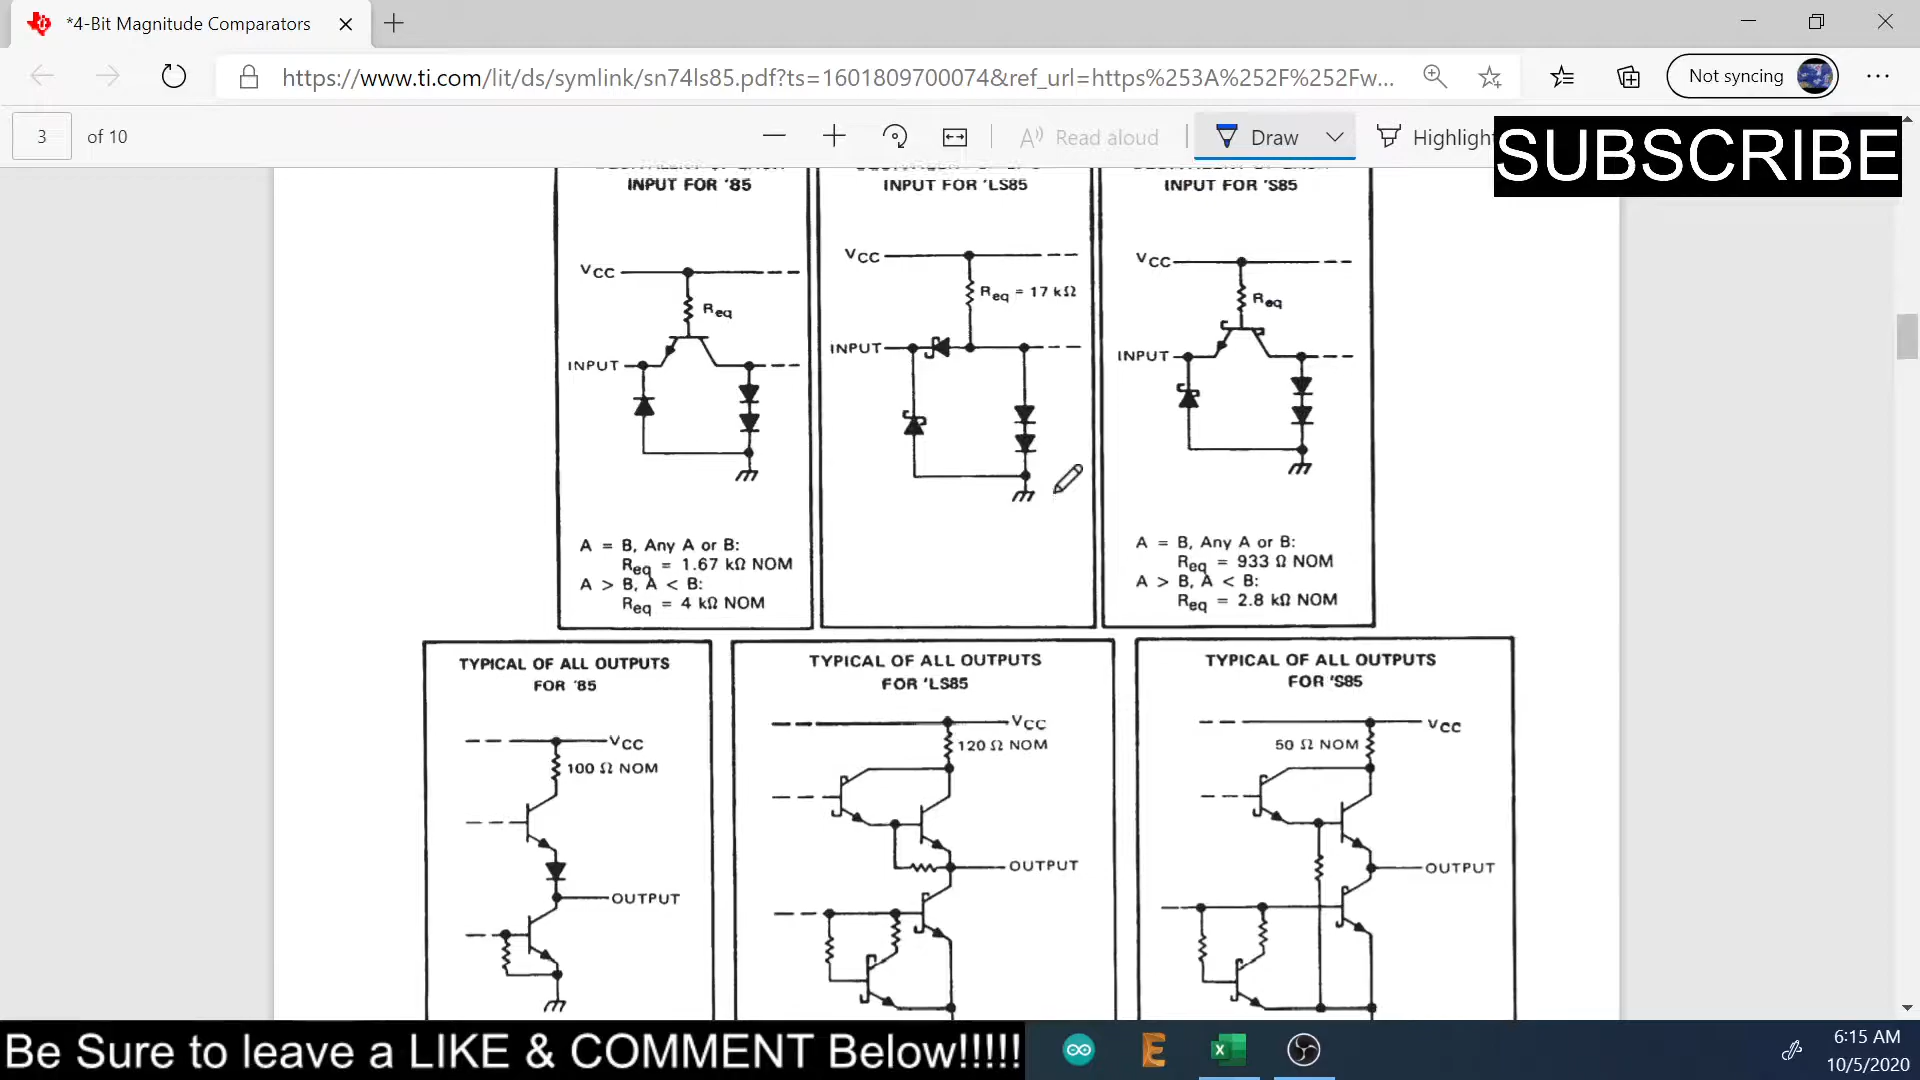 *4-Bit Magnitude Comparators
https://www.ti.com/lit/ds/symlink/sn74ls85.pdf?ts=1601809700074&ref_url=https%253A%252F%252Fw...
Not syncing
3 of 10
Read aloud
Draw
Highlight
SUBSCRIBE
INPUT FOR '85
INPUT FOR 'LS85
INPUT FOR 'S85
VCC
Req
INPUT
VCC
Req = 17 kΩ
INPUT
VCC
Req
INPUT
A = B, Any A or B:
Req = 1.67 kΩ NOM
A > B, A < B:
Req = 4 kΩ NOM
A = B, Any A or B:
Req = 933 Ω NOM
A > B, A < B:
Req = 2.8 kΩ NOM
TYPICAL OF ALL OUTPUTS
FOR '85
TYPICAL OF ALL OUTPUTS
FOR 'LS85
TYPICAL OF ALL OUTPUTS
FOR 'S85
VCC
100 Ω NOM
OUTPUT
VCC
120 Ω NOM
OUTPUT
VCC
50 Ω NOM
OUTPUT
Be Sure to leave a LIKE & COMMENT Below!!!!!
6:15 AM
10/5/2020